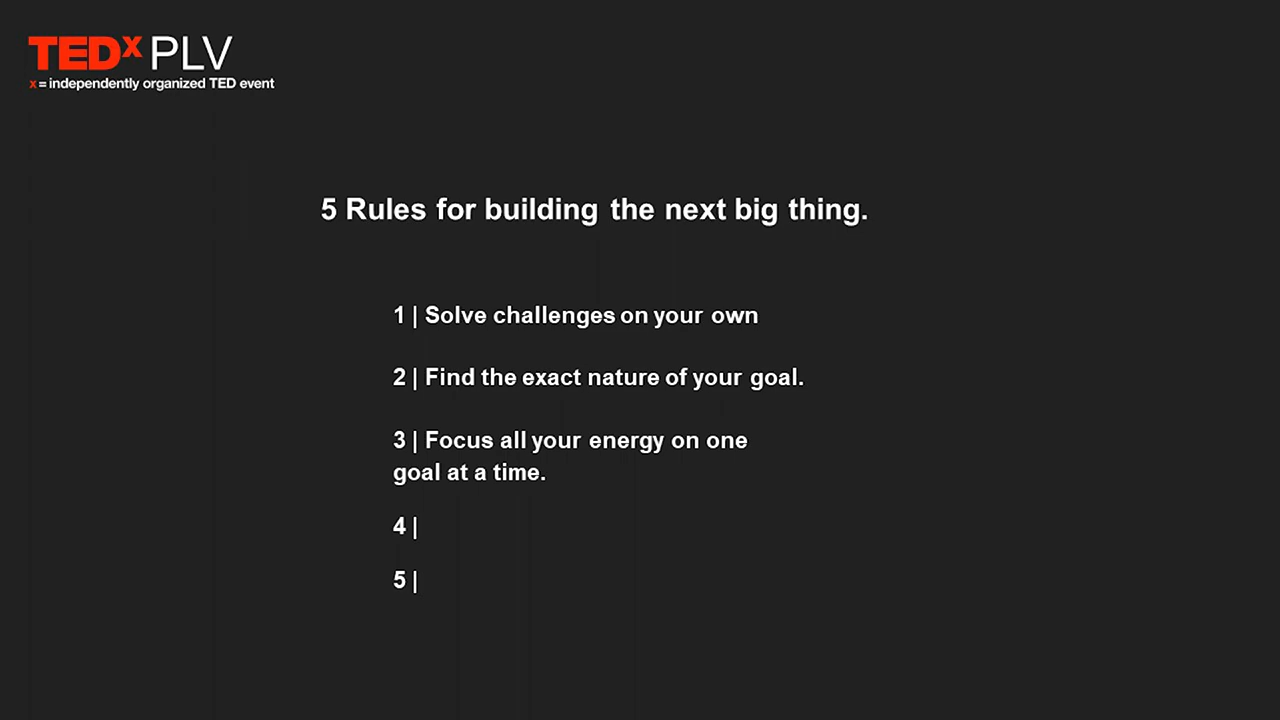 TEDx PLV
x = independently organized TED event
5 Rules for building the next big thing.
1 | Solve challenges on your own
2 | Find the exact nature of your goal.
3 | Focus all your energy on one
goal at a time.
4 |
5 |